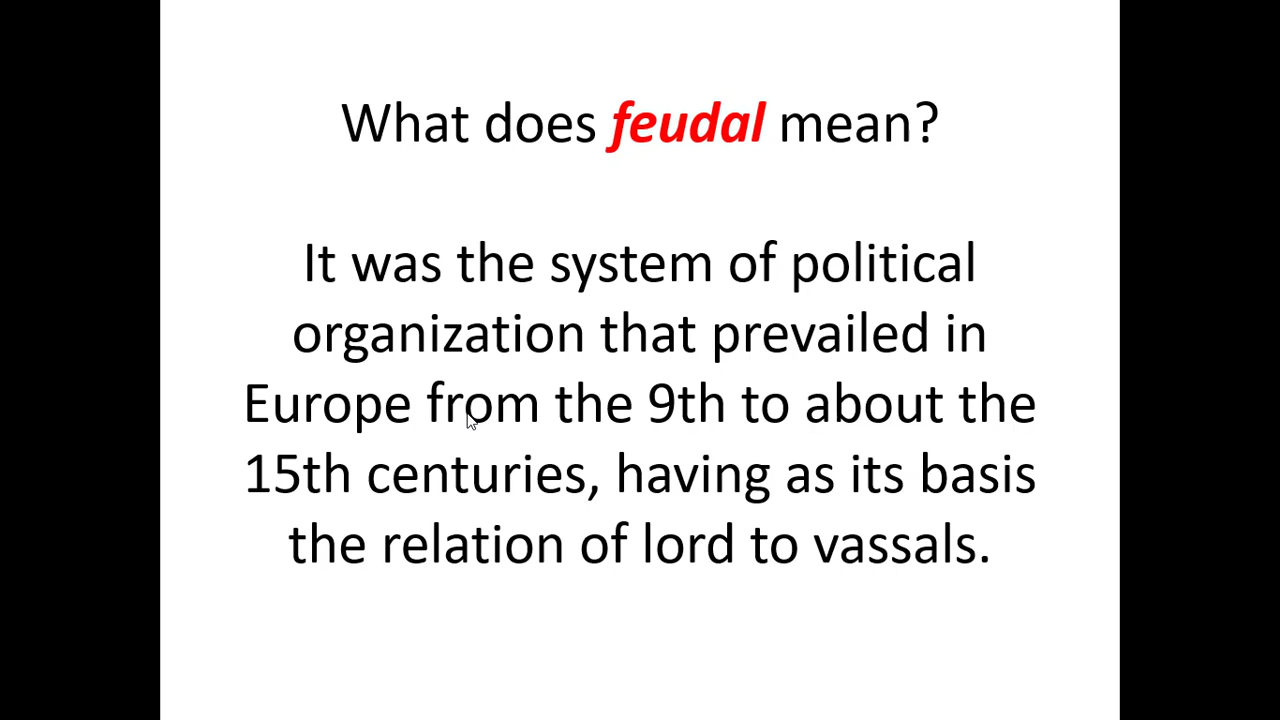 What does feudal mean?
It was the system of political
organization that prevailed in
Europe from the 9th to about the
15th centuries, having as its basis
the relation of lord to vassals.